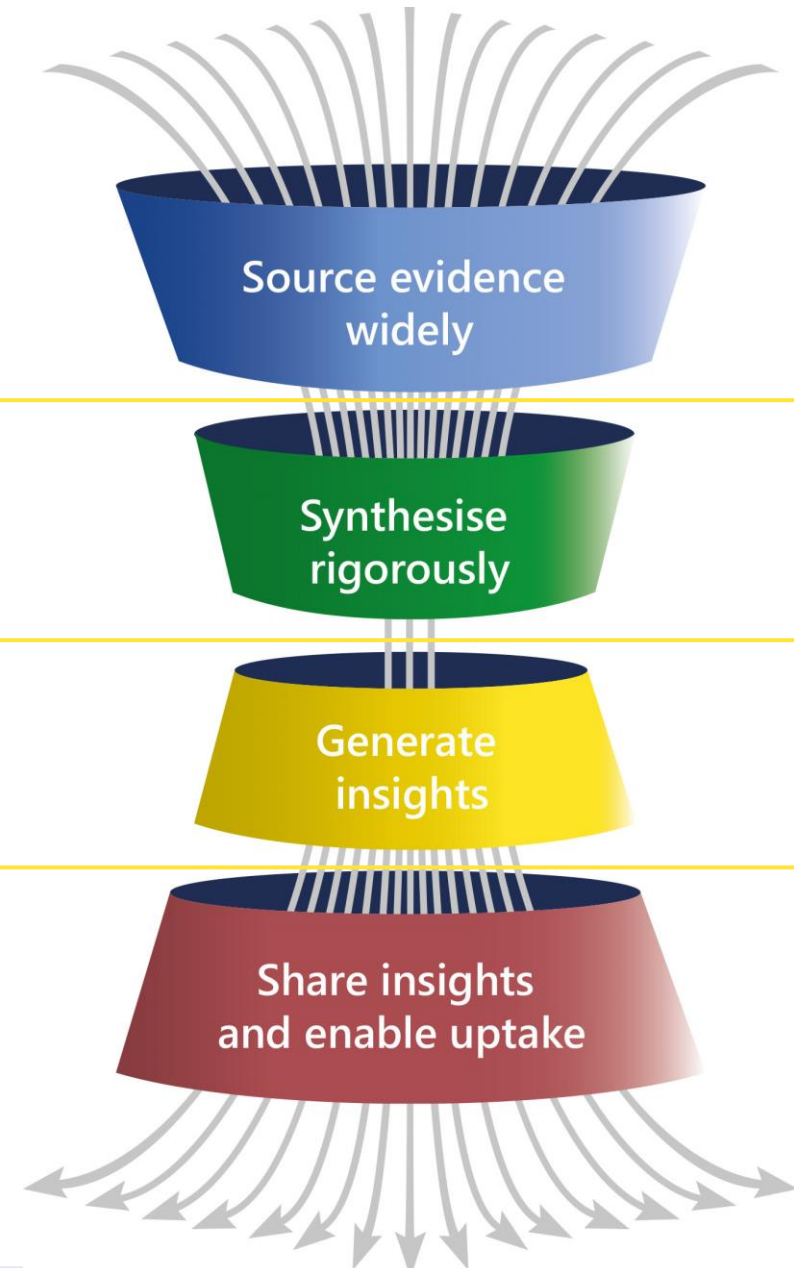 Source evidence
widely
Synthesise
rigorously
Generate
insights
Share insights
and enable uptake